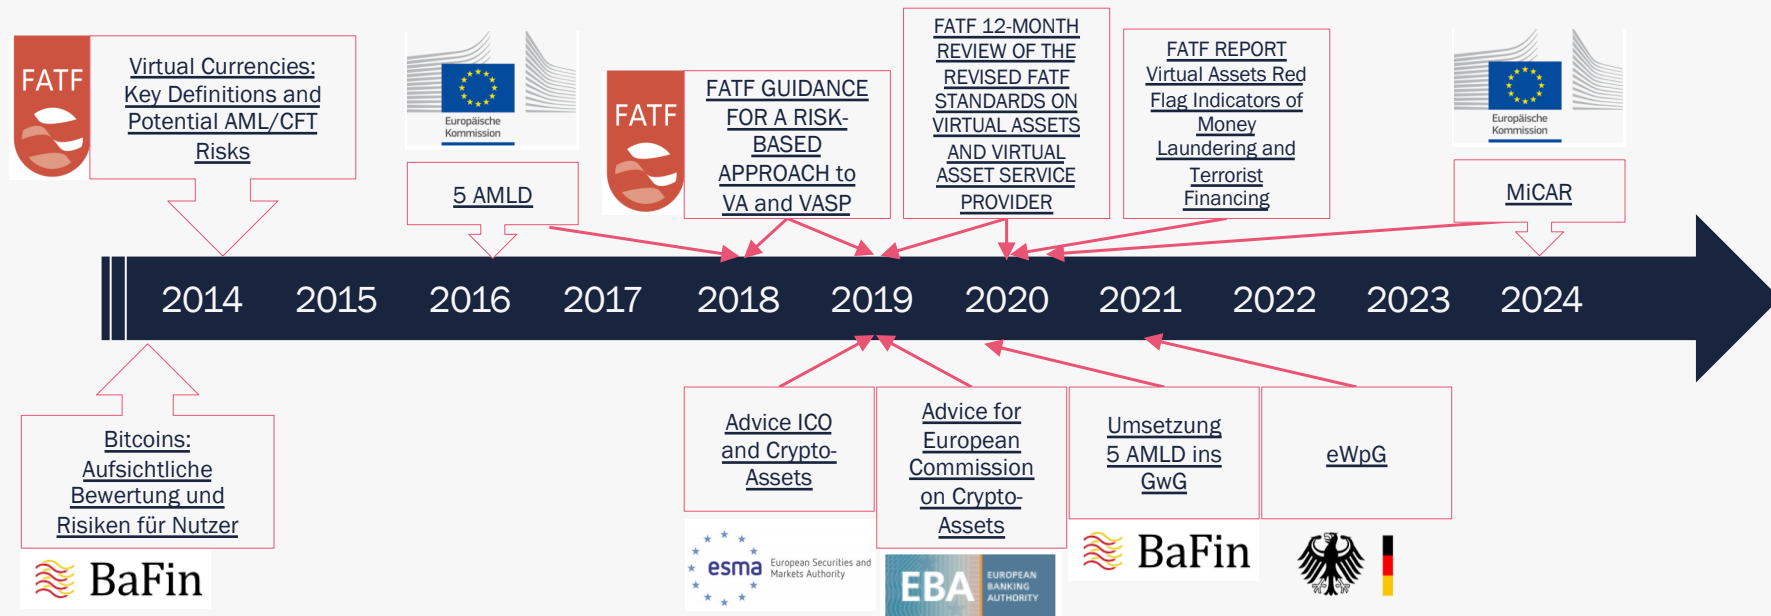 FATF
Virtual Currencies:
Key Definitions and
Potential AML/CFT
Risks
Europäische
Kommission
5 AMLD
FATF
FATF GUIDANCE
FOR A RISK-
BASED
APPROACH to
VA and VASP
FATF 12-MONTH
REVIEW OF THE
REVISED FATF
STANDARDS ON
VIRTUAL ASSETS
AND VIRTUAL
ASSET SERVICE
PROVIDER
FATF REPORT
Virtual Assets Red
Flag Indicators of
Money
Laundering and
Terrorist
Financing
Europäische
Kommission
MiCAR
2014 2015 2016 2017 2018 2019 2020 2021 2022 2023 2024
Bitcoins:
Aufsichtliche
Bewertung und
Risiken für Nutzer
BaFin
Advice ICO
and Crypto-
Assets
esma European Securities and
Markets Authority
Advice for
European
Commission
on Crypto-
Assets
EBA EUROPEAN
BANKING
AUTHORITY
Umsetzung
5 AMLD ins
GwG
BaFin
eWpG